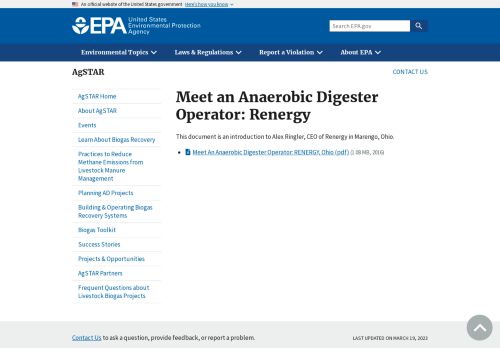 An official website of the United States government Here's how you know
EPA United States
Environmental Protection
Agency
Search EPA.gov
Environmental Topics
Laws & Regulations
Report a Violation
About EPA
AgSTAR
CONTACT US
AgSTAR Home
About AgSTAR
Events
Learn About Biogas Recovery
Practices to Reduce
Methane Emissions from
Livestock Manure
Management
Planning AD Projects
Building & Operating Biogas
Recovery Systems
Biogas Toolkit
Success Stories
Projects & Opportunities
AgSTAR Partners
Frequent Questions about
Livestock Biogas Projects
Meet an Anaerobic Digester
Operator: Renergy
This document is an introduction to Alex Ringler, CEO of Renergy in Marengo, Ohio.
Meet An Anaerobic Digester Operator: RENERGY, Ohio (pdf) (1.08 MB, 2016)
Contact Us to ask a question, provide feedback, or report a problem.
LAST UPDATED ON MARCH 19, 2023